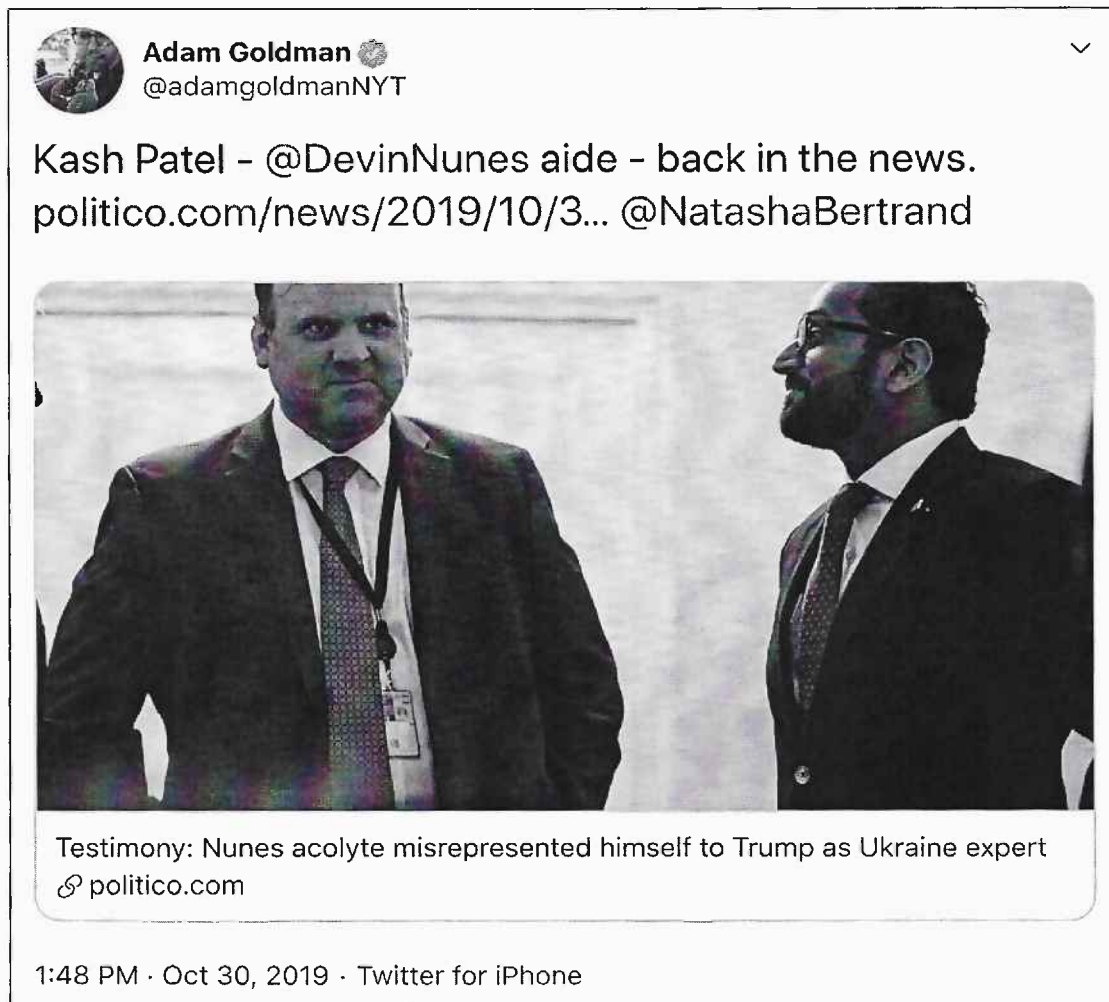 Adam Goldman
@adamgoldmanNYT
Kash Patel - @DevinNunes aide - back in the news.
politico.com/news/2019/10/3... @NatashaBertrand
Testimony: Nunes acolyte misrepresented himself to Trump as Ukraine expert
politico.com
1:48 PM · Oct 30, 2019 · Twitter for iPhone